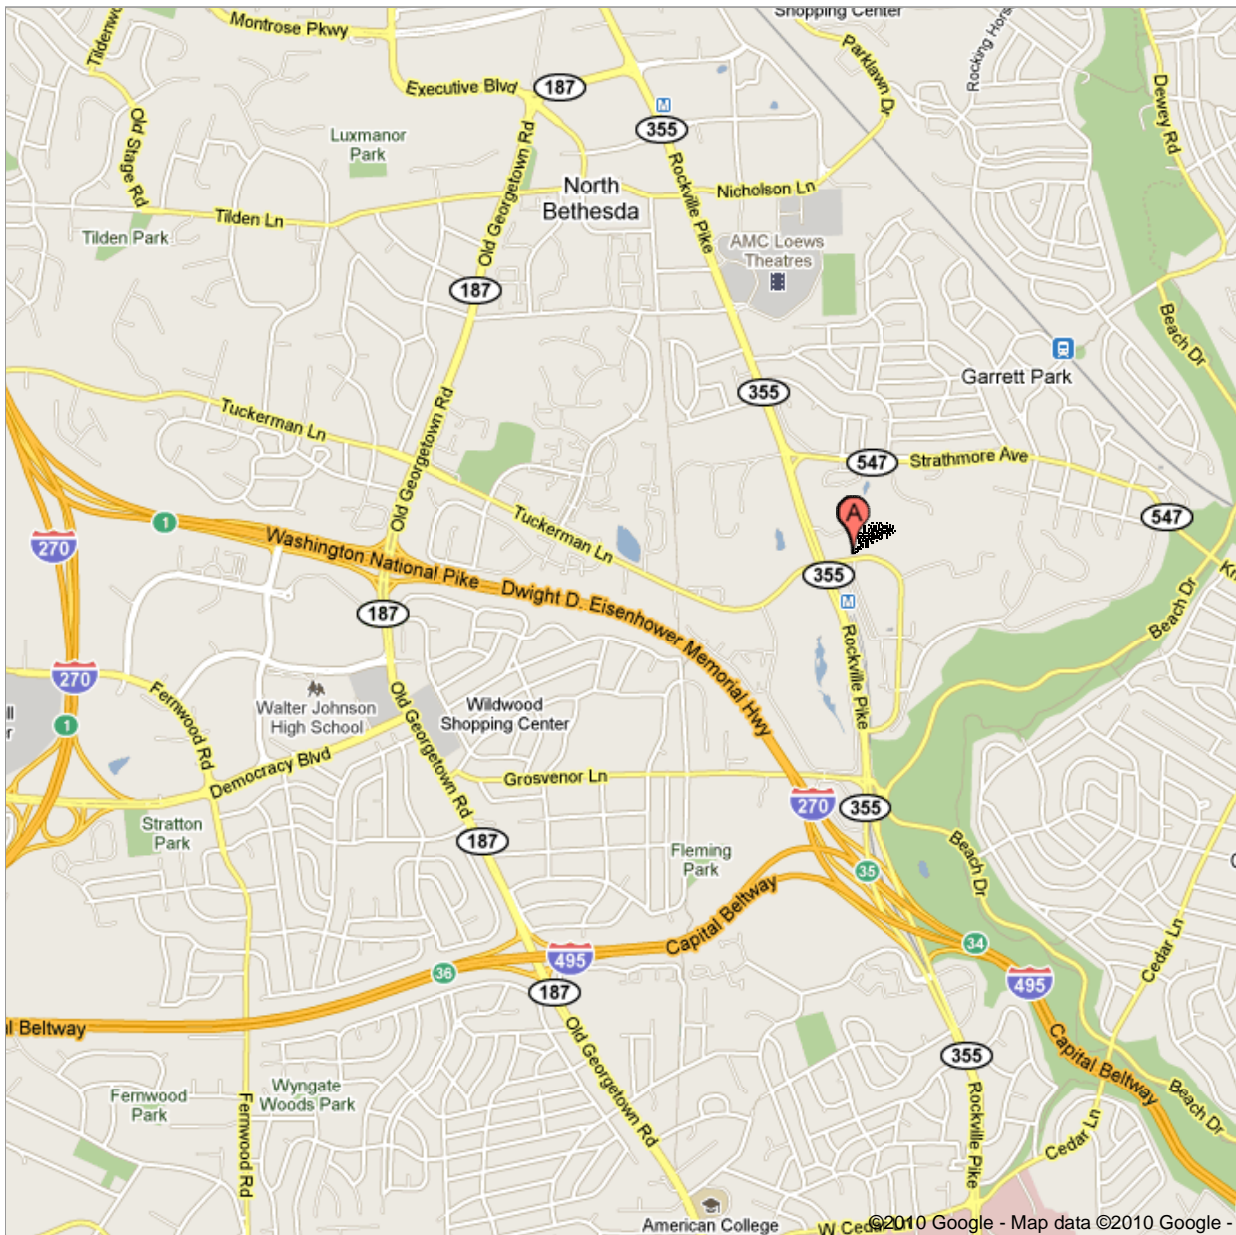 Shopping Center
Montrose Pkwy
Parklawn Dr
Dewey Rd
Executive Blvd
187
M
355
Old Stage Rd
Luxmanor
Park
Old Georgetown Rd
Rockville Pike
North
Bethesda
Nicholson Ln
Tilden Ln
Tilden Park
AMC Loews
Theatres
187
Beach Dr
Garrett Park
355
Tuckerman Ln
Old Georgetown Rd
547
Strathmore Ave
A
547
1
270
Washington National Pike
Dwight D. Eisenhower Memorial Hwy
Tuckerman Ln
355
M
187
Beach Dr
Rockville Pike
270
1
Fernwood Rd
Walter Johnson
High School
Old Georgetown Rd
Wildwood
Shopping Center
Democracy Blvd
Grosvenor Ln
270
355
Stratton
Park
187
Fleming
Park
35
Beach Dr
Capital Beltway
34
Cedar Ln
36
495
187
495
Beltway
Old Georgetown Rd
355
Capital Beltway
Fernwood
Park
Wyngate
Woods Park
Fernwood Rd
Rockville Pike
Cedar Ln
Beach Dr
American College
©2010 Google - Map data ©2010 Google -